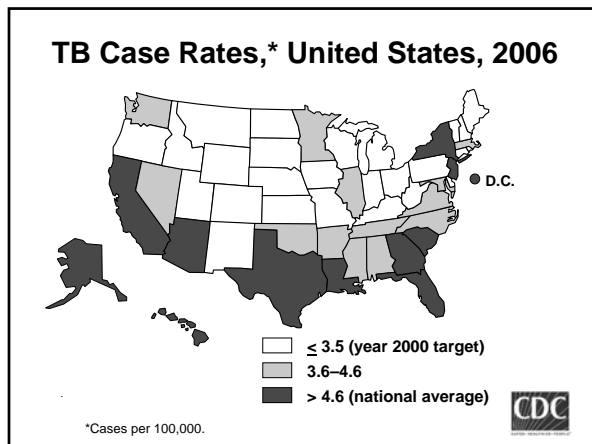 TB Case Rates,* United States, 2006
D.C.
≤ 3.5 (year 2000 target)
3.6–4.6
> 4.6 (national average)
*Cases per 100,000.
CDC